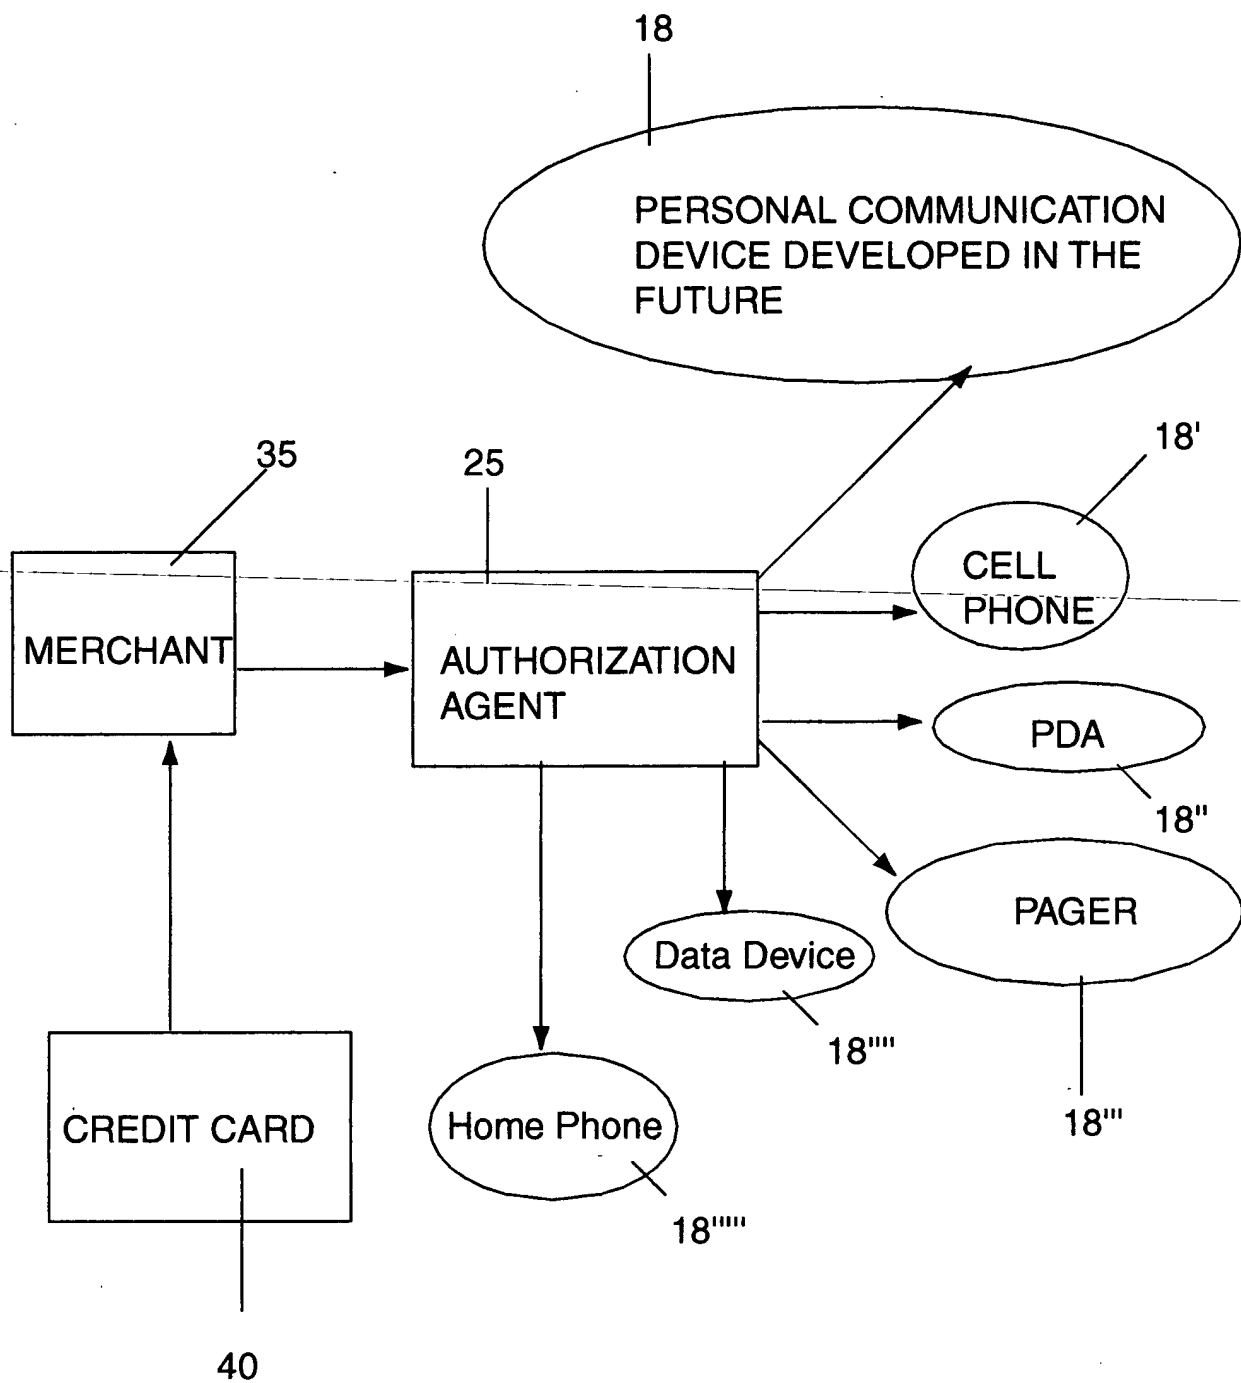 18
PERSONAL COMMUNICATION
DEVICE DEVELOPED IN THE
FUTURE
35
25
18'
CELL
PHONE
MERCHANT
AUTHORIZATION
AGENT
PDA
18''
PAGER
Data Device
18''''
18'''
CREDIT CARD
Home Phone
18'''''
40